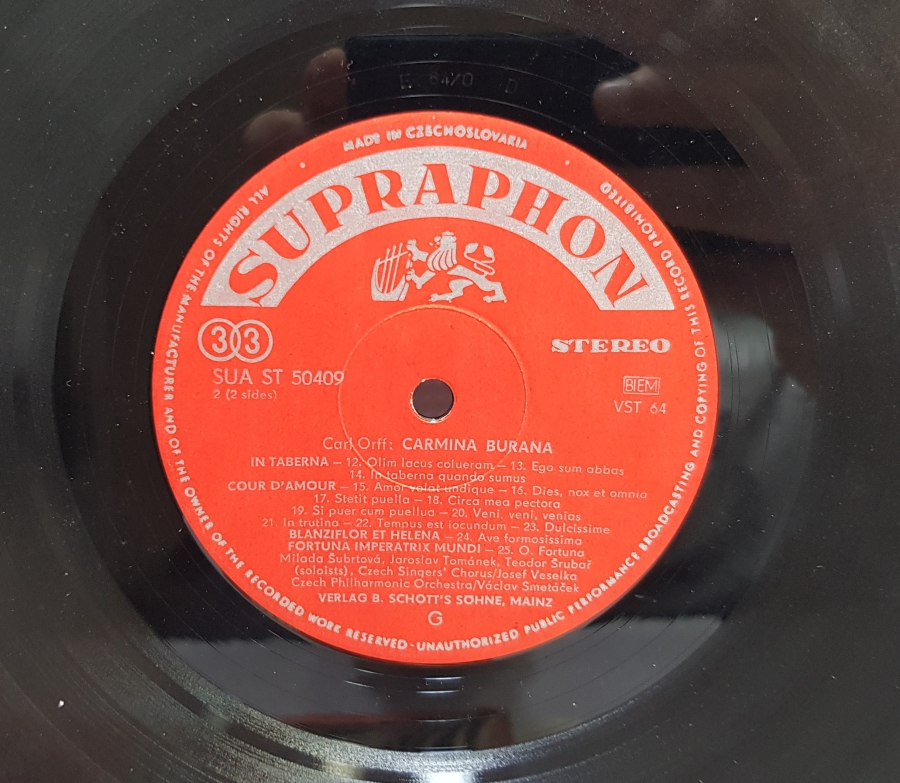 MADE IN CZECHOSLOVAKIA
ALL RIGHTS OF THE MANUFACTURER AND OF THE OWNER OF THE RECORDED WORK RESERVED · UNAUTHORIZED PUBLIC PERFORMANCE BROADCASTING AND COPYING OF THIS RECORD PROHIBITED
SUPRAPHON
33
STEREO
SUA ST 50409
BIEM
2 (2 sides)
VST 64
Carl Orff: CARMINA BURANA
IN TABERNA – 12. Olim lacus colueram – 13. Ego sum abbas
14. In taberna quando sumus
COUR D'AMOUR – 15. Amor volat undique – 16. Dies, nox et omnia
17. Stetit puella – 18. Circa mea pectora
19. Si puer cum puellua – 20. Veni, veni, venias
21. In trutina – 22. Tempus est iocundum – 23. Dulcissime
BLANZIFLOR ET HELENA – 24. Ave formosissima
FORTUNA IMPERATRIX MUNDI – 25. O. Fortuna
Milada Šubrtová, Jaroslav Tománek, Teodor Šrubař
(soloists), Czech Singers' Chorus/Josef Veselka
Czech Philharmonic Orchestra/Václav Smetáček
VERLAG B. SCHOTT'S SÖHNE, MAINZ
G